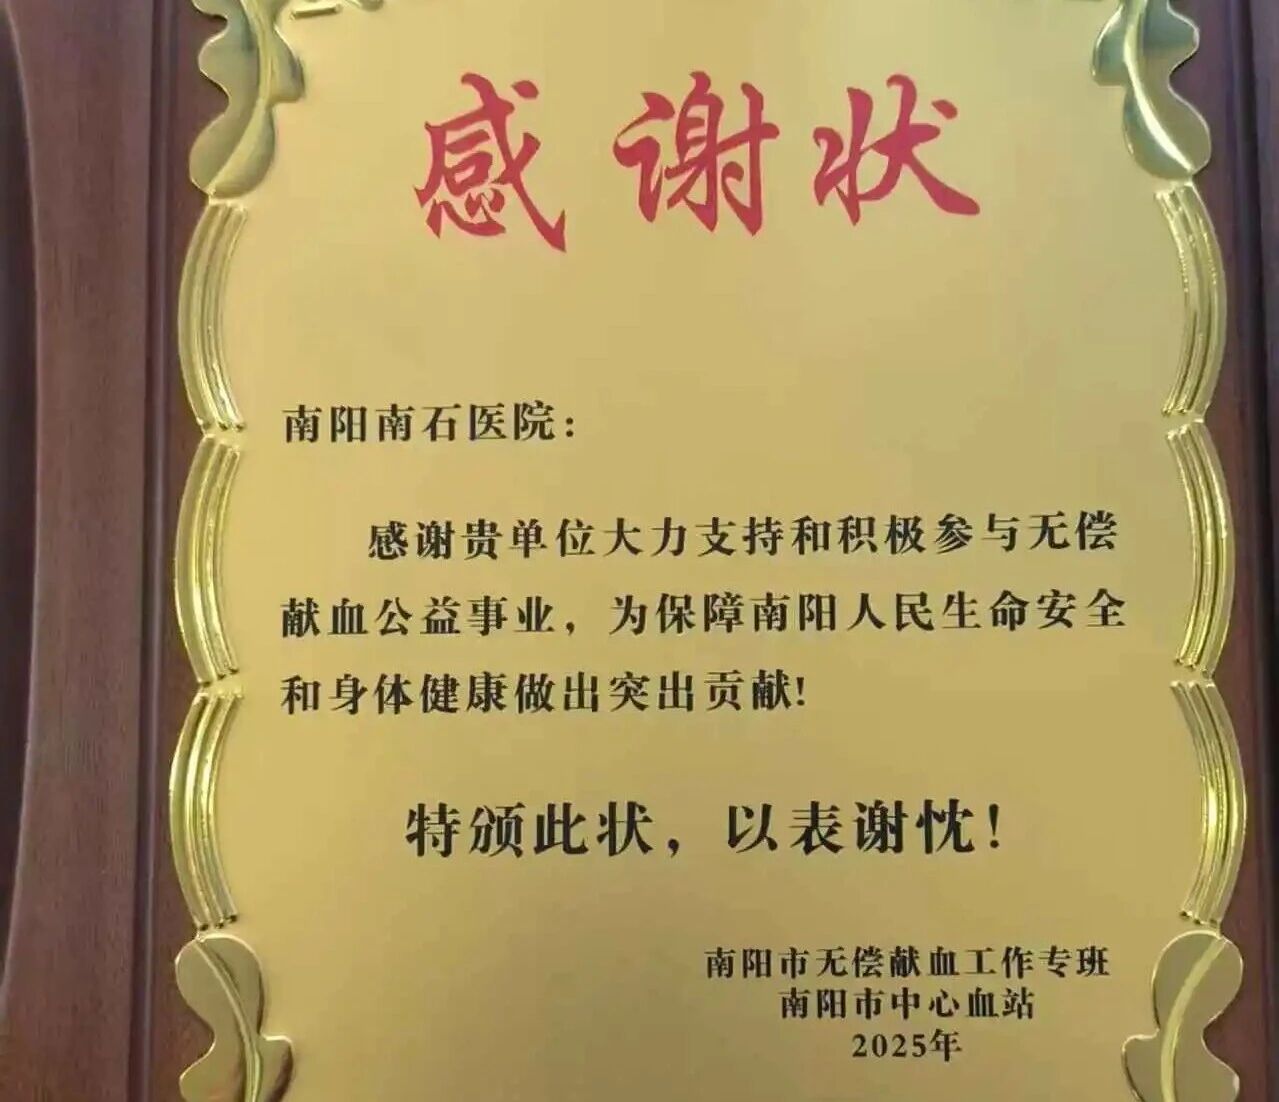 感谢状
南阳南石医院：
感谢贵单位大力支持和积极参与无偿
献血公益事业，为保障南阳人民生命安全
和身体健康做出突出贡献!
特颁此状，以表谢忱！
南阳市无偿献血工作专班
南阳市中心血站
2025年